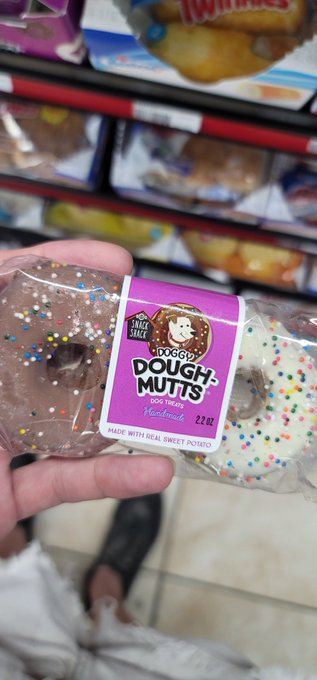 Twinkies
SNACK
SHACK
DOGGY
DOUGH-
MUTTS
DOG TREATS
Handmade
2.2 OZ
MADE WITH REAL SWEET POTATO